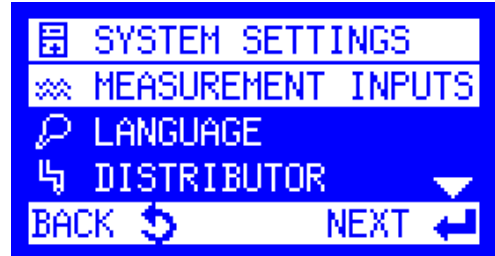 SYSTEM SETTINGS
MEASUREMENT INPUTS
LANGUAGE
DISTRIBUTOR
BACK NEXT